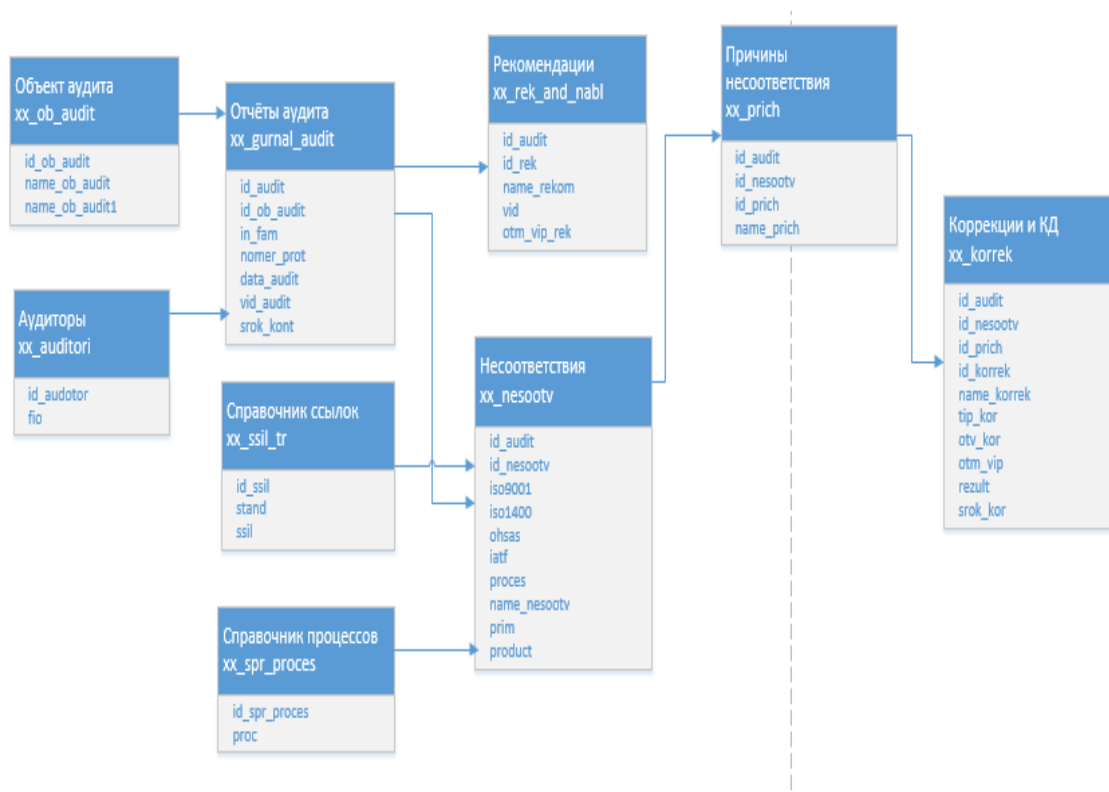 Объект аудита
xx_ob_audit
id_ob_audit
name_ob_audit
name_ob_audit1
Аудиторы
xx_auditori
id_audotor
fio
Отчёты аудита
xx_gurnal_audit
id_audit
id_ob_audit
in_fam
nomer_prot
data_audit
vid_audit
srok_kont
Справочник ссылок
xx_ssil_tr
id_ssil
stand
ssil
Справочник процессов
xx_spr_proces
id_spr_proces
proc
Рекомендации
xx_rek_and_nabl
id_audit
id_rek
name_rekom
vid
otm_vip_rek
Несоответствия
xx_nesootv
id_audit
id_nesootv
iso9001
iso1400
ohsas
iatf
proces
name_nesootv
prim
product
Причины
несоответствия
xx_prich
id_audit
id_nesootv
id_prich
name_prich
Коррекции и КД
xx_korrek
id_audit
id_nesootv
id_prich
id_korrek
name_korrek
tip_kor
otv_kor
otm_vip
rezult
srok_kor